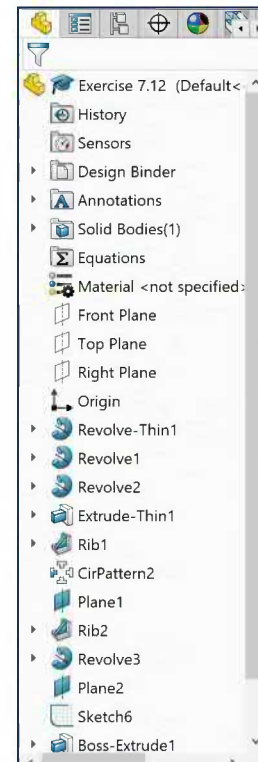 Exercise 7.12 (Default<
History
Sensors
Design Binder
Annotations
Solid Bodies(1)
Equations
Material <not specified>
Front Plane
Top Plane
Right Plane
Origin
Revolve-Thin1
Revolve1
Revolve2
Extrude-Thin1
Rib1
CirPattern2
Plane1
Rib2
Revolve3
Plane2
Sketch6
Boss-Extrude1